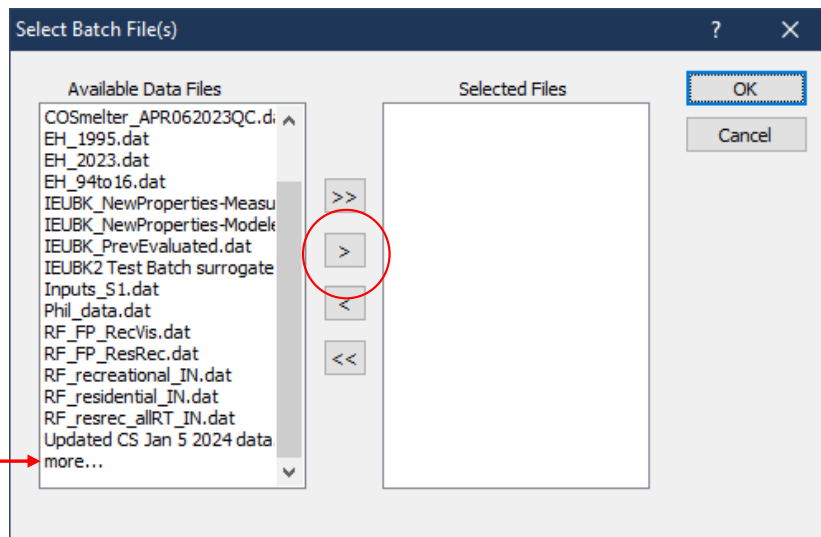 Select Batch File(s) ? X
Available Data Files
Selected Files
COSmelter_APR062023QC.d
EH_1995.dat
EH_2023.dat
EH_94to16.dat
IEUBK_NewProperties-Measu
IEUBK_NewProperties-Modele
IEUBK_PrevEvaluated.dat
IEUBK2 Test Batch surrogate
Inputs_S1.dat
Phil_data.dat
RF_FP_RecVis.dat
RF_FP_ResRec.dat
RF_recreational_IN.dat
RF_residential_IN.dat
RF_resrec_allRT_IN.dat
Updated CS Jan 5 2024 data
more...
>>
>
<
<<
OK
Cancel